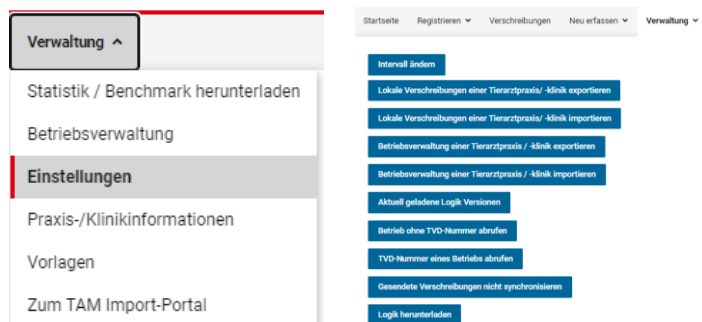 Verwaltung
Statistik / Benchmark herunterladen
Betriebsverwaltung
Einstellungen
Praxis-/Klinikinformationen
Vorlagen
Zum TAM Import-Portal
Startseite Registrieren Verschreibungen Neu erfassen Verwaltung
Intervall ändern
Lokale Verschreibungen einer Tierarztpraxis/ -klinik exportieren
Lokale Verschreibungen einer Tierarztpraxis/ -klinik importieren
Betriebsverwaltung einer Tierarztpraxis / -klinik exportieren
Betriebsverwaltung einer Tierarztpraxis / -klinik importieren
Aktuell geladene Logik Versionen
Betrieb ohne TVD-Nummer abrufen
TVD-Nummer eines Betriebs abrufen
Gesendete Verschreibungen nicht synchronisieren
Logik herunterladen